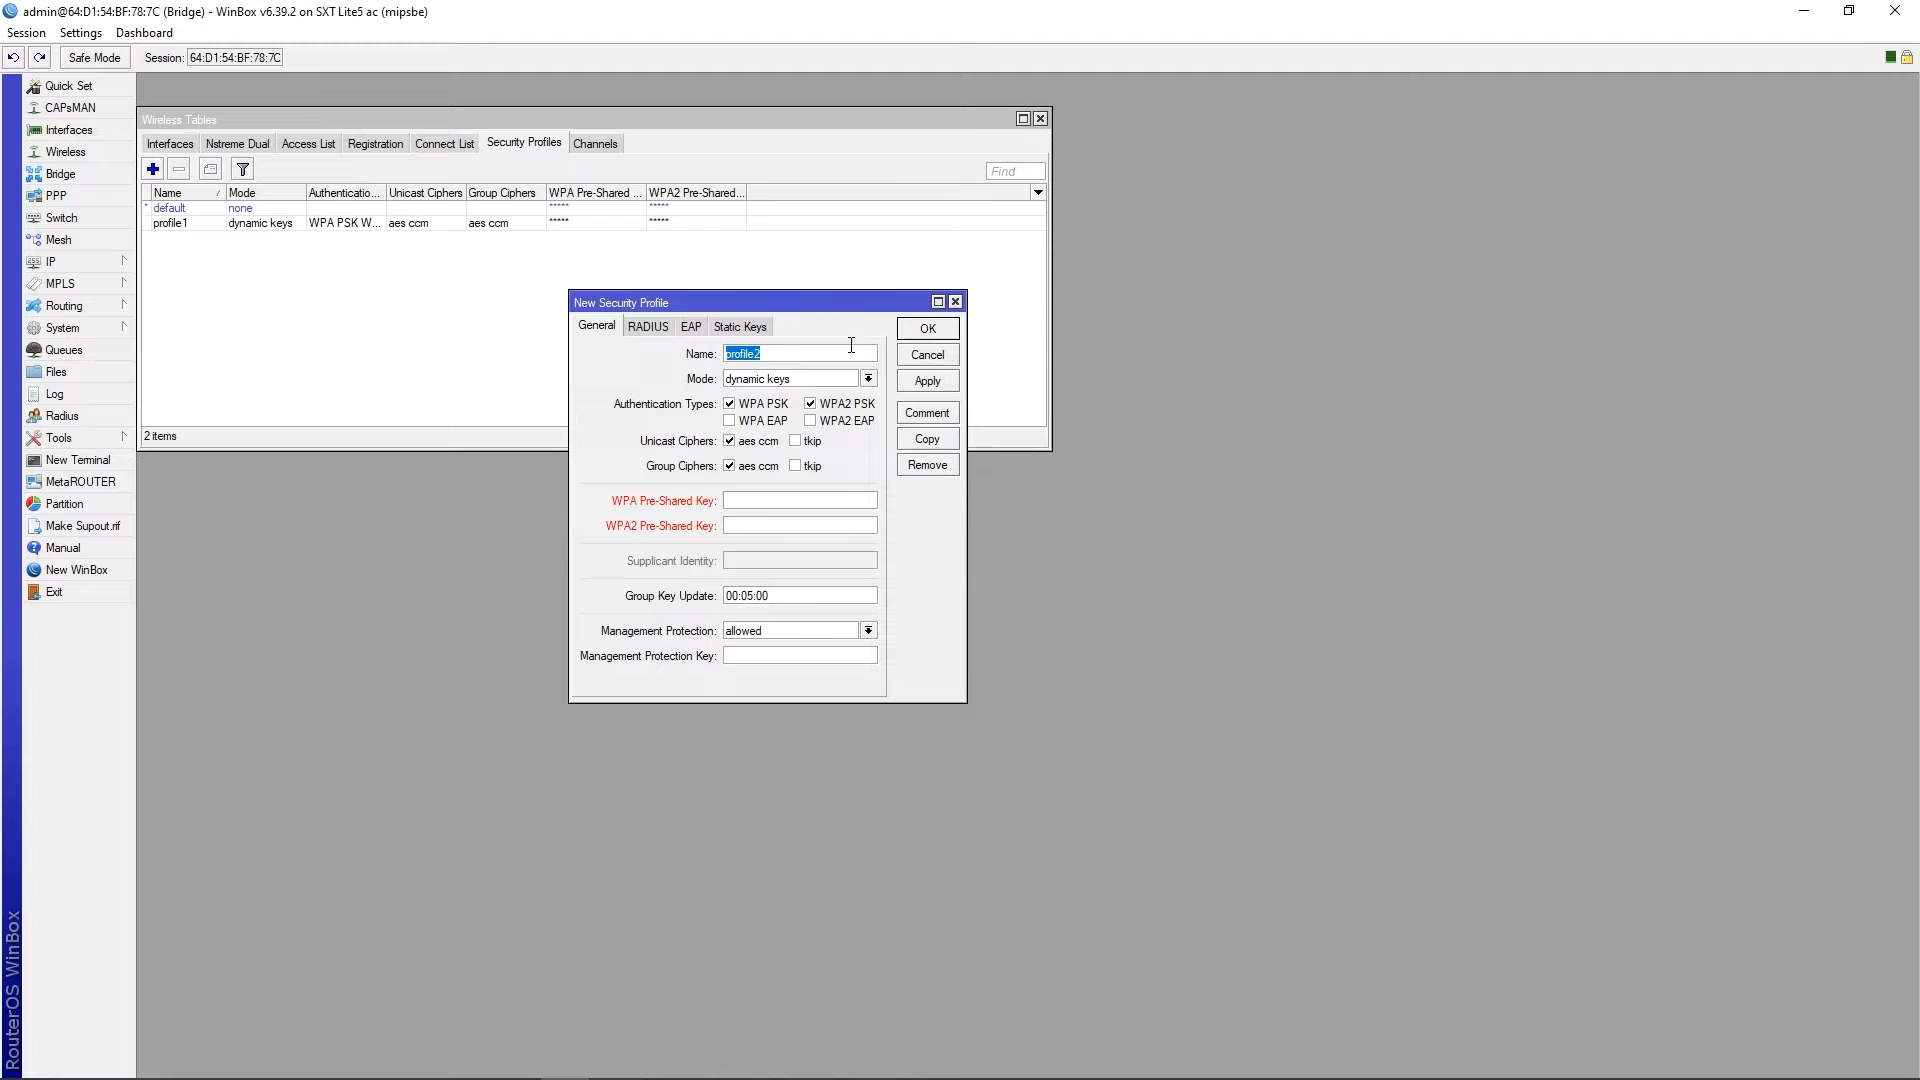 admin@64:D1:54:BF:78:7C (Bridge) - WinBox v6.39.2 on SXT Lite5 ac (mipsbe)
Session Settings Dashboard
Safe Mode Session: 64:D1:54:BF:78:7C
Quick Set
CAPsMAN
Interfaces
Wireless
Bridge
PPP
Switch
Mesh
IP
MPLS
Routing
System
Queues
Files
Log
Radius
Tools
New Terminal
MetaROUTER
Partition
Make Supout.rif
Manual
New WinBox
Exit
RouterOS WinBox
Wireless Tables
Interfaces Nstreme Dual Access List Registration Connect List Security Profiles Channels
Find
Name / Mode Authenticatio... Unicast Ciphers Group Ciphers WPA Pre-Shared ... WPA2 Pre-Shared...
* default none ***** *****
profile1 dynamic keys WPA PSK W... aes ccm aes ccm ***** *****
2 items
New Security Profile
General RADIUS EAP Static Keys
Name: profile2
Mode: dynamic keys
Authentication Types: WPA PSK WPA2 PSK
WPA EAP WPA2 EAP
Unicast Ciphers: aes ccm tkip
Group Ciphers: aes ccm tkip
WPA Pre-Shared Key:
WPA2 Pre-Shared Key:
Supplicant Identity:
Group Key Update: 00:05:00
Management Protection: allowed
Management Protection Key:
OK
Cancel
Apply
Comment
Copy
Remove